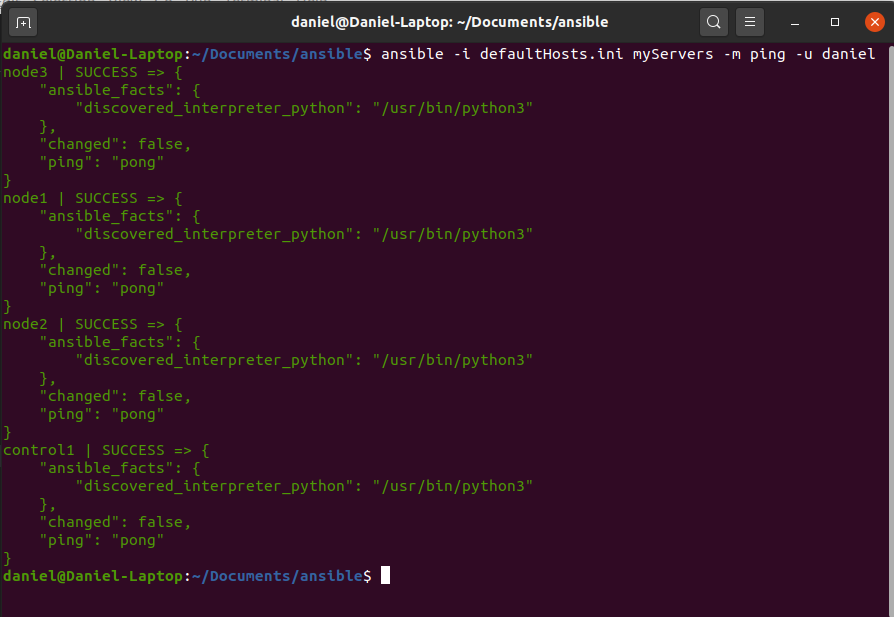 daniel@Daniel-Laptop: ~/Documents/ansible
daniel@Daniel-Laptop:~/Documents/ansible$ ansible -i defaultHosts.ini myServers -m ping -u daniel
node3 | SUCCESS => {
    "ansible_facts": {
        "discovered_interpreter_python": "/usr/bin/python3"
    },
    "changed": false,
    "ping": "pong"
}
node1 | SUCCESS => {
    "ansible_facts": {
        "discovered_interpreter_python": "/usr/bin/python3"
    },
    "changed": false,
    "ping": "pong"
}
node2 | SUCCESS => {
    "ansible_facts": {
        "discovered_interpreter_python": "/usr/bin/python3"
    },
    "changed": false,
    "ping": "pong"
}
control1 | SUCCESS => {
    "ansible_facts": {
        "discovered_interpreter_python": "/usr/bin/python3"
    },
    "changed": false,
    "ping": "pong"
}
daniel@Daniel-Laptop:~/Documents/ansible$